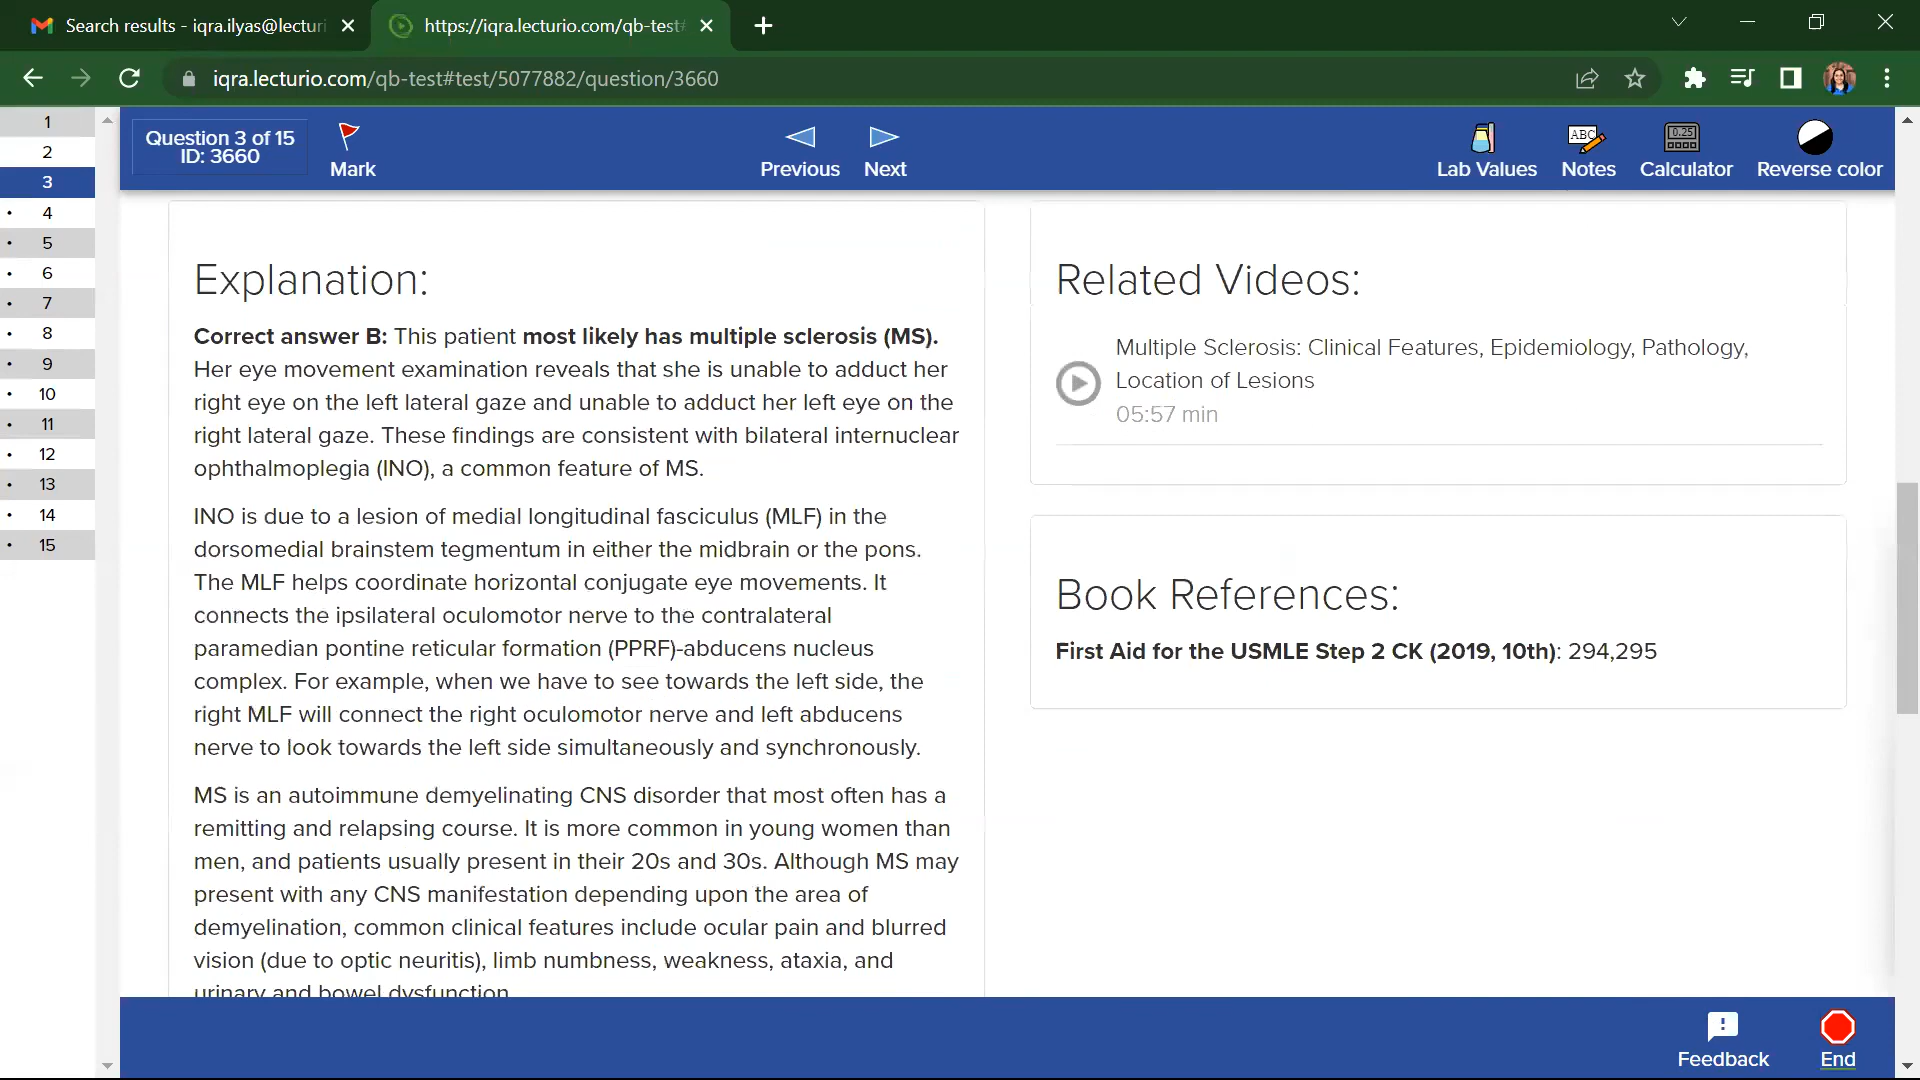 Search results - iqra.ilyas@lectur
https://iqra.lecturio.com/qb-test#
iqra.lecturio.com/qb-test#test/5077882/question/3660
1
2
3
4
5
6
7
8
9
10
11
12
13
14
15
Question 3 of 15
ID: 3660
Mark
Previous
Next
Lab Values
ABC
Notes
0.25
Calculator
Reverse color
Explanation:
Correct answer B: This patient most likely has multiple sclerosis (MS).
Her eye movement examination reveals that she is unable to adduct her
right eye on the left lateral gaze and unable to adduct her left eye on the
right lateral gaze. These findings are consistent with bilateral internuclear
ophthalmoplegia (INO), a common feature of MS.
INO is due to a lesion of medial longitudinal fasciculus (MLF) in the
dorsomedial brainstem tegmentum in either the midbrain or the pons.
The MLF helps coordinate horizontal conjugate eye movements. It
connects the ipsilateral oculomotor nerve to the contralateral
paramedian pontine reticular formation (PPRF)-abducens nucleus
complex. For example, when we have to see towards the left side, the
right MLF will connect the right oculomotor nerve and left abducens
nerve to look towards the left side simultaneously and synchronously.
MS is an autoimmune demyelinating CNS disorder that most often has a
remitting and relapsing course. It is more common in young women than
men, and patients usually present in their 20s and 30s. Although MS may
present with any CNS manifestation depending upon the area of
demyelination, common clinical features include ocular pain and blurred
vision (due to optic neuritis), limb numbness, weakness, ataxia, and
urinary and bowel dysfunction.
Related Videos:
Multiple Sclerosis: Clinical Features, Epidemiology, Pathology,
Location of Lesions
05:57 min
Book References:
First Aid for the USMLE Step 2 CK (2019, 10th): 294,295
Feedback
End